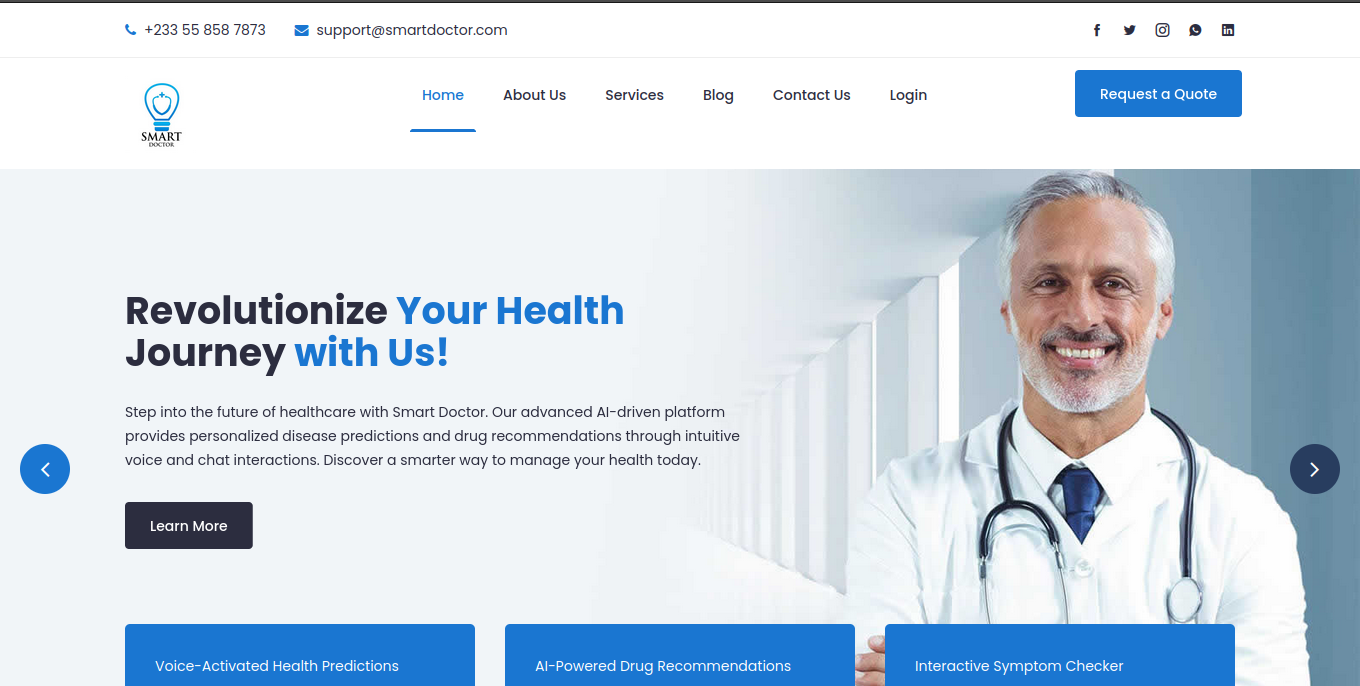 +233 55 858 7873
support@smartdoctor.com
SMART
DOCTOR
Home
About Us
Services
Blog
Contact Us
Login
Request a Quote
Revolutionize Your Health
Journey with Us!
Step into the future of healthcare with Smart Doctor. Our advanced AI-driven platform
provides personalized disease predictions and drug recommendations through intuitive
voice and chat interactions. Discover a smarter way to manage your health today.
Learn More
Voice-Activated Health Predictions
AI-Powered Drug Recommendations
Interactive Symptom Checker